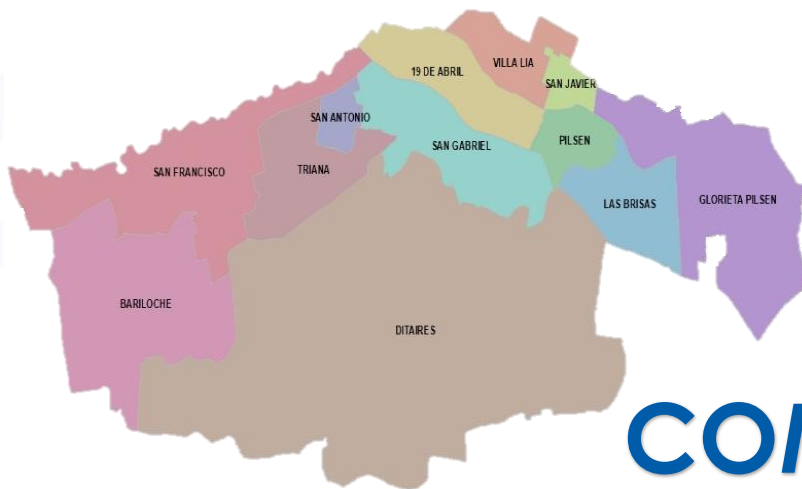 VILLA LIA
19 DE ABRIL
SAN JAVIER
SAN ANTONIO
PILSEN
SAN GABRIEL
TRIANA
SAN FRANCISCO
GLORIETA PILSEN
LAS BRISAS
BARILOCHE
DITAIRES